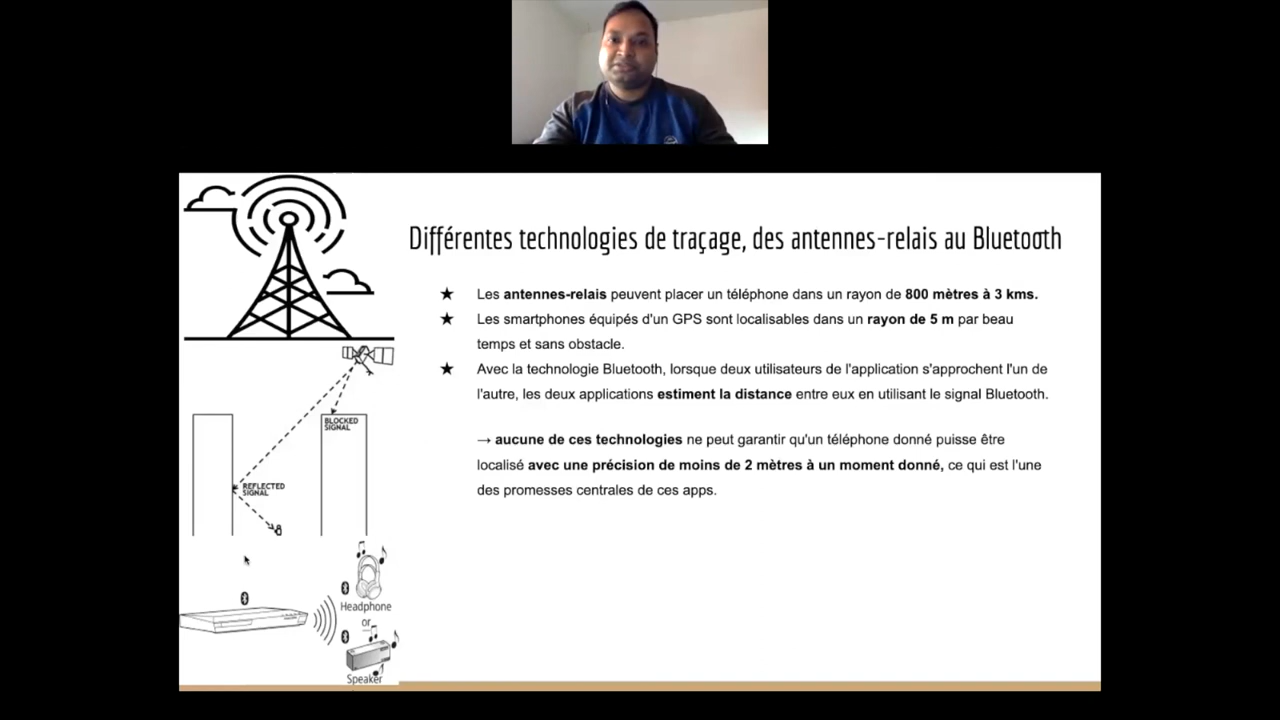 Différentes technologies de traçage, des antennes-relais au Bluetooth
★ Les antennes-relais peuvent placer un téléphone dans un rayon de 800 mètres à 3 kms.
★ Les smartphones équipés d'un GPS sont localisables dans un rayon de 5 m par beau
temps et sans obstacle.
★ Avec la technologie Bluetooth, lorsque deux utilisateurs de l'application s'approchent l'un de
l'autre, les deux applications estiment la distance entre eux en utilisant le signal Bluetooth.
→ aucune de ces technologies ne peut garantir qu'un téléphone donné puisse être
localisé avec une précision de moins de 2 mètres à un moment donné, ce qui est l'une
des promesses centrales de ces apps.
BLOCKED
SIGNAL
REFLECTED
SIGNAL
Headphone
or
Speaker